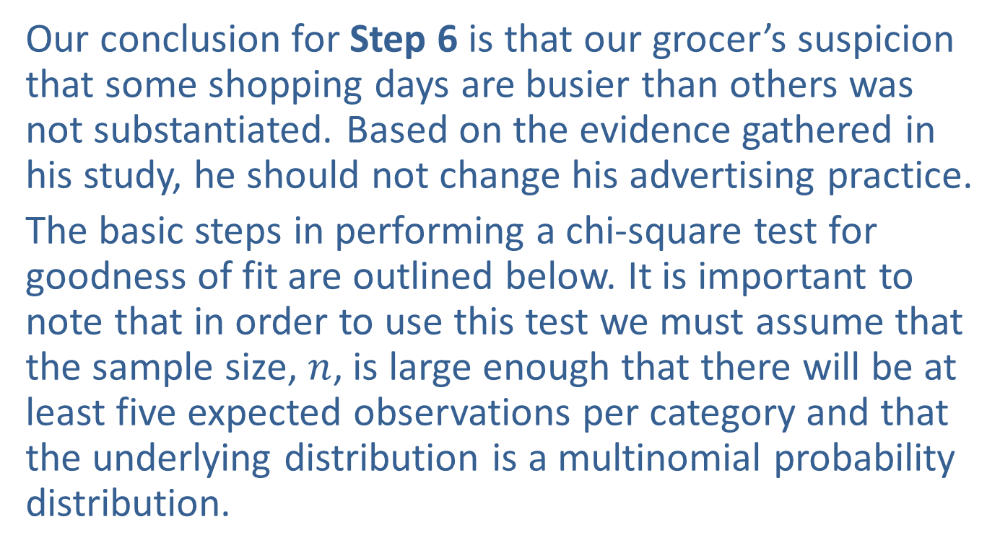 Our conclusion for Step 6 is that our grocer’s suspicion
that some shopping days are busier than others was
not substantiated. Based on the evidence gathered in
his study, he should not change his advertising practice.
The basic steps in performing a chi-square test for
goodness of fit are outlined below. It is important to
note that in order to use this test we must assume that
the sample size, n, is large enough that there will be at
least five expected observations per category and that
the underlying distribution is a multinomial probability
distribution.